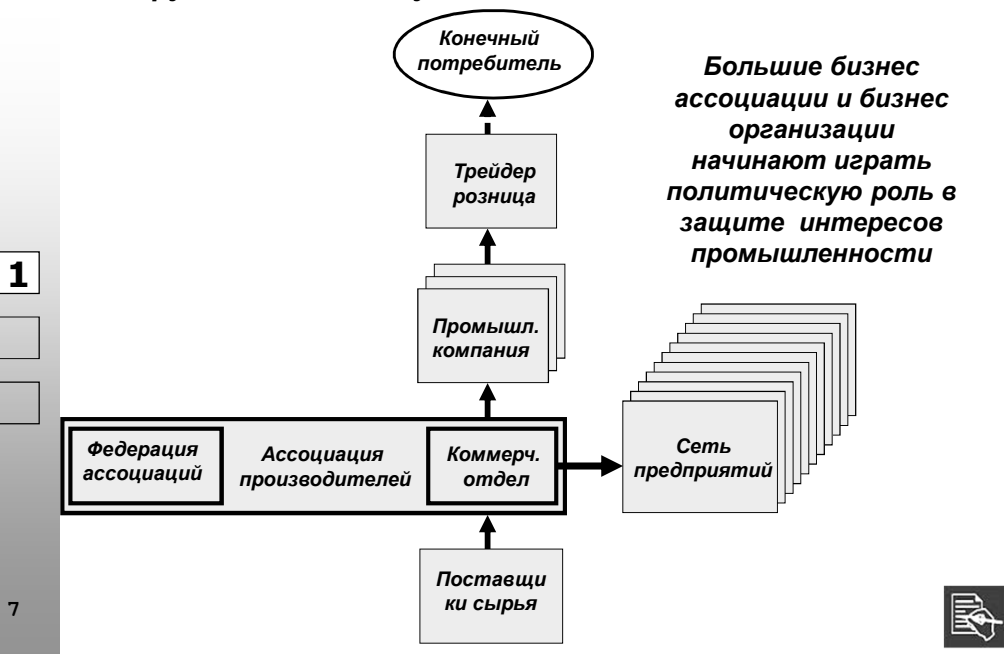 Конечный
потребитель
Большие бизнес
ассоциации и бизнес
организации
начинают играть
политическую роль в
защите интересов
промышленности
Трейдер
розница
1
Промышл.
компания
Федерация
ассоциаций
Ассоциация
производителей
Коммерч.
отдел
Сеть
предприятий
Поставщи
ки сырья
7